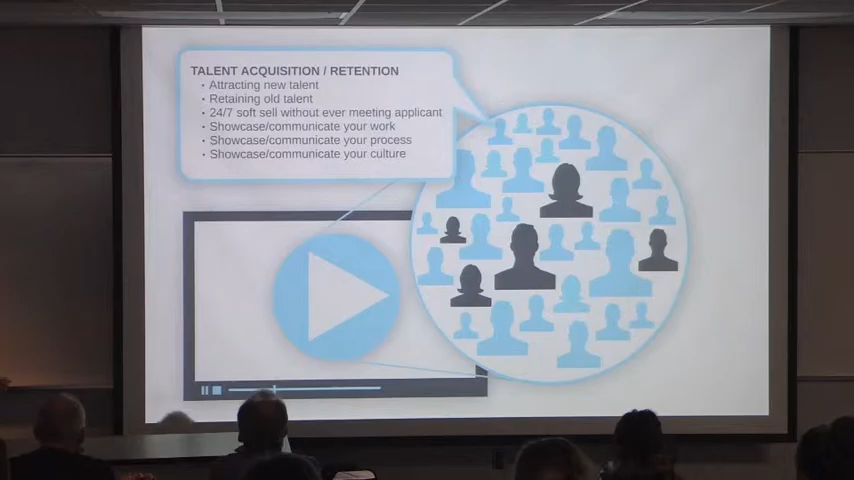 TALENT ACQUISITION / RETENTION
• Attracting new talent
• Retaining old talent
• 24/7 soft sell without ever meeting applicant
• Showcase/communicate your work
• Showcase/communicate your process
• Showcase/communicate your culture